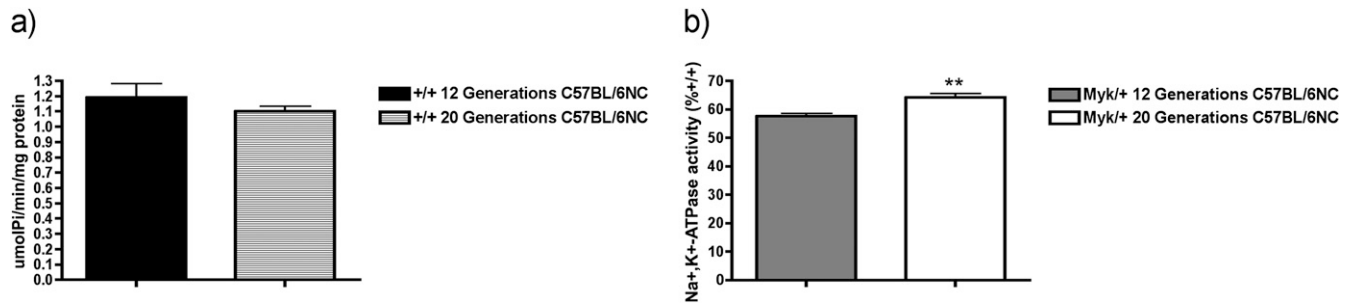 a)
umolPi/min/mg protein
1.3
1.2
1.1
1.0
0.9
0.8
0.7
0.6
0.5
0.4
0.3
0.2
0.1
0.0
+/+ 12 Generations C57BL/6NC
+/+ 20 Generations C57BL/6NC
b)
Na+,K+-ATPase activity (%+/+)
70
60
50
40
30
20
10
0
**
Myk/+ 12 Generations C57BL/6NC
Myk/+ 20 Generations C57BL/6NC